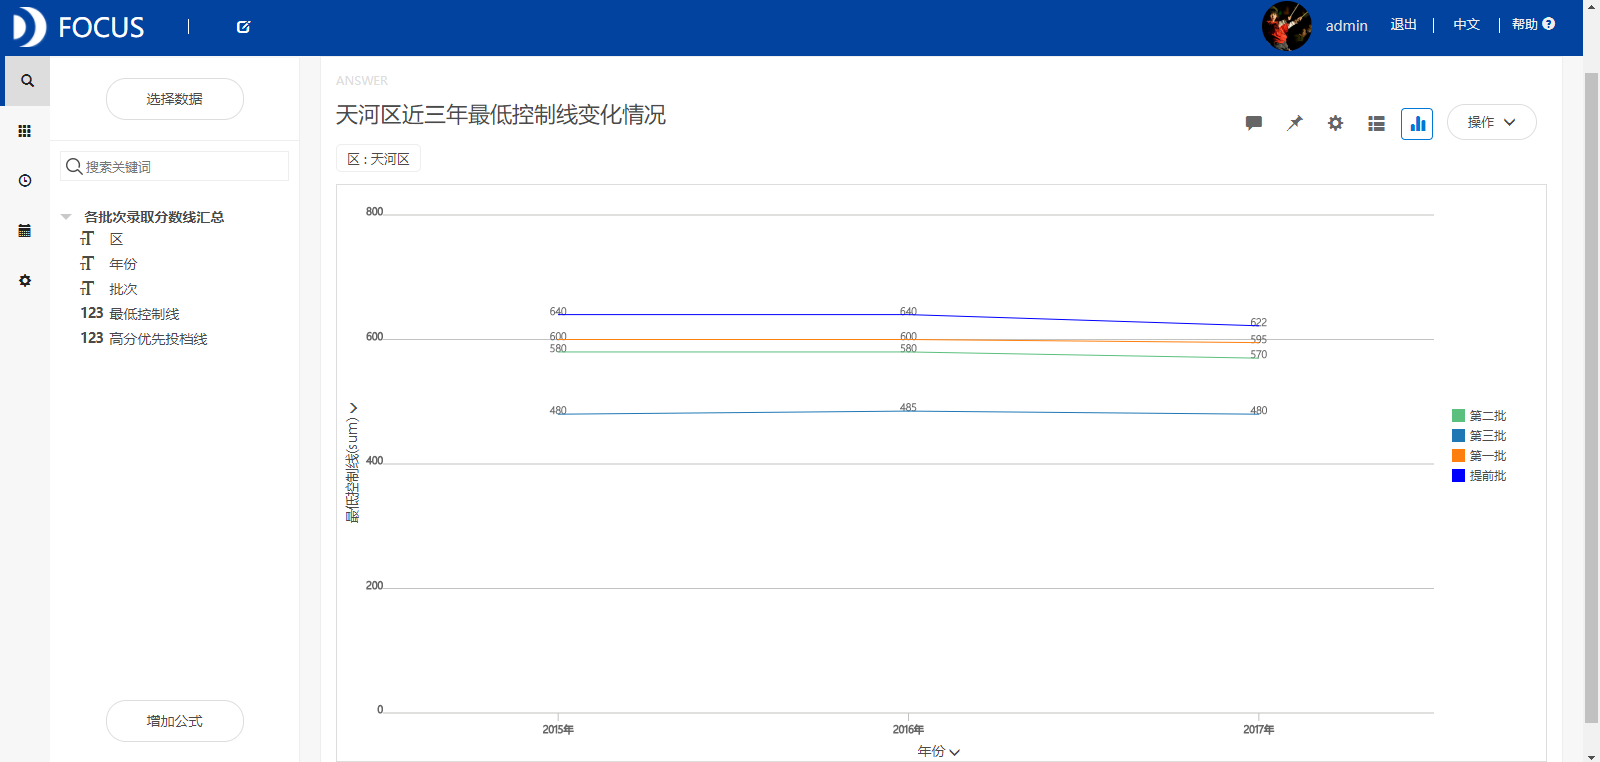 FOCUS
admin 退出 中文 帮助
选择数据
搜索关键词
各批次录取分数线汇总
区
年份
批次
123 最低控制线
123 高分优先投档线
增加公式
ANSWER
天河区近三年最低控制线变化情况
操作
区 : 天河区
800
600
400
200
0
最低控制线(sum)
640 640 622
600 600 595
580 580 570
480 485 480
2015年 2016年 2017年
年份
第二批
第三批
第一批
提前批